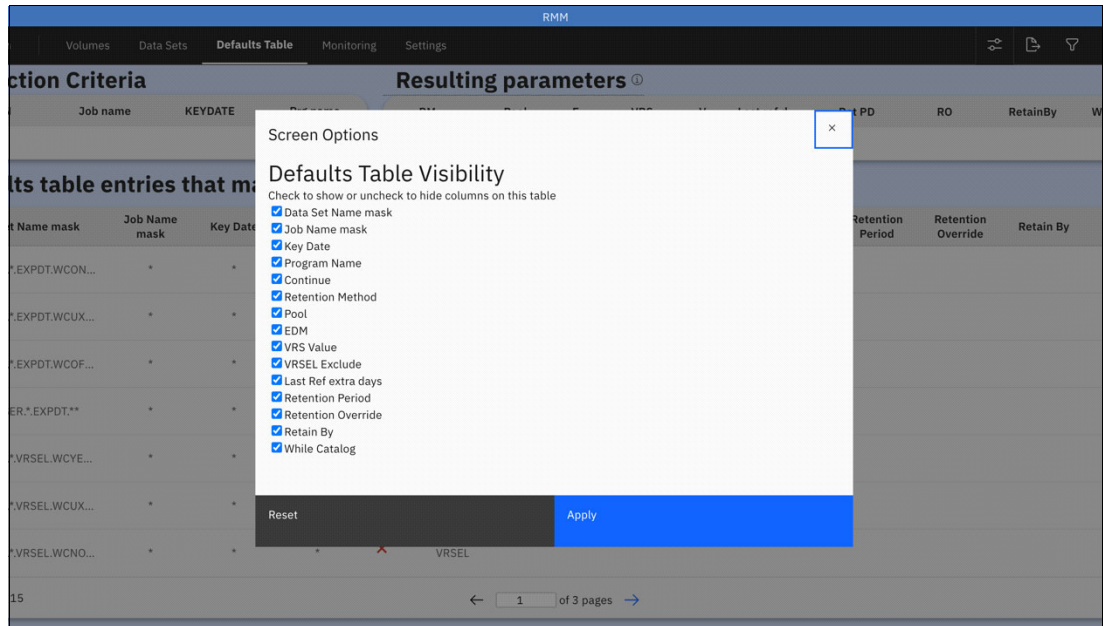 RMM
Volumes Data Sets Defaults Table Monitoring Settings
ction Criteria Resulting parameters
Job name KEYDATE RO RetainBy
lts table entries that ma
t Name mask Job Name mask Key Date Retention Period Retention Override Retain By
*.EXPDT.WCON... * *
*.EXPDT.WCUX... * *
*.EXPDT.WCOF... * *
ER.*.EXPDT.** * *
*.VRSEL.WCYE... * *
*.VRSEL.WCUX... * *
*.VRSEL.WCNO... * * * VRSEL
15 1 of 3 pages
Screen Options
Defaults Table Visibility
Check to show or uncheck to hide columns on this table
Data Set Name mask
Job Name mask
Key Date
Program Name
Continue
Retention Method
Pool
EDM
VRS Value
VRSEL Exclude
Last Ref extra days
Retention Period
Retention Override
Retain By
While Catalog
Reset Apply